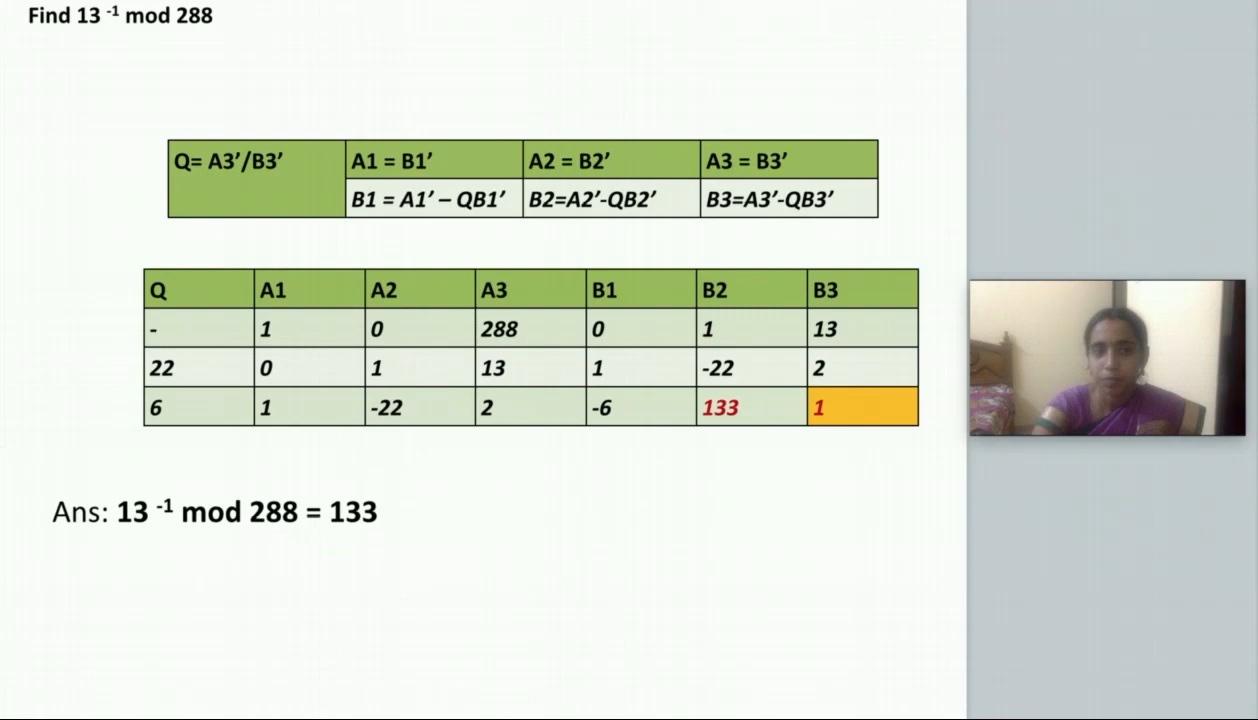 Find 13 -1 mod 288
Q= A3’/B3’ A1 = B1’ A2 = B2’ A3 = B3’
B1 = A1’ – QB1’ B2=A2’-QB2’ B3=A3’-QB3’
Q A1 A2 A3 B1 B2 B3
- 1 0 288 0 1 13
22 0 1 13 1 -22 2
6 1 -22 2 -6 133 1
Ans: 13 -1 mod 288 = 133